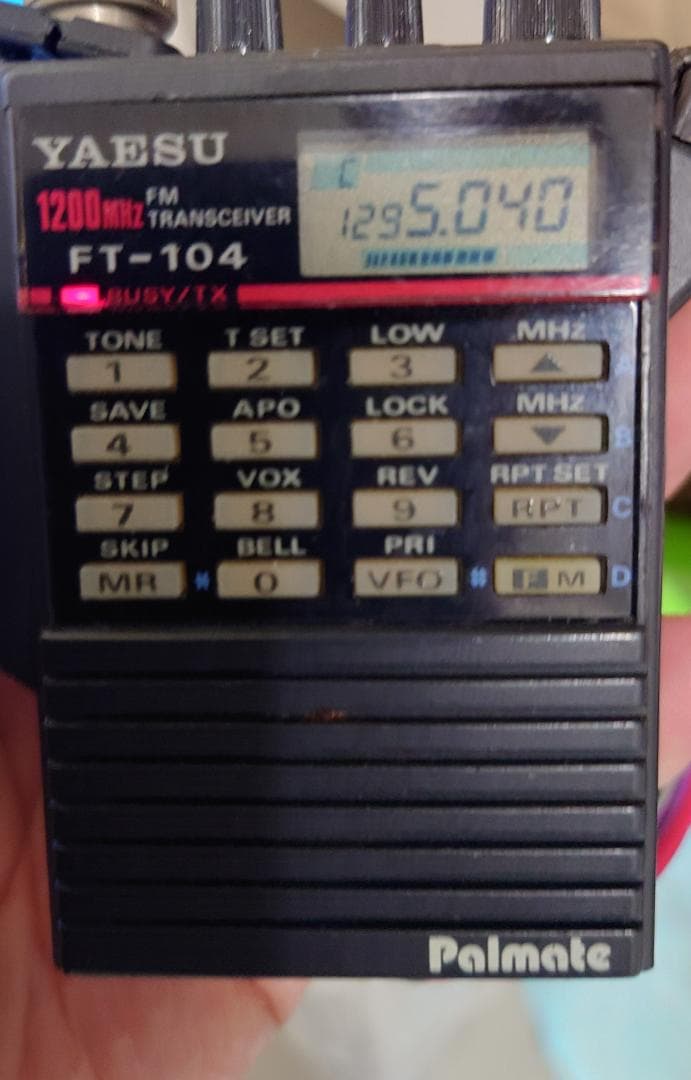 YAESU
C
1200MHz FM TRANSCEIVER
1295.040
FT-104
BUSY/TX
TONE T SET LOW MHz
1 2 3 ▲ A
SAVE APO LOCK MHz
4 5 6 ▼ B
STEP VOX REV RPT SET
7 8 9 RPT C
SKIP BELL PRI
MR * 0 VFO # F M D
Palmate